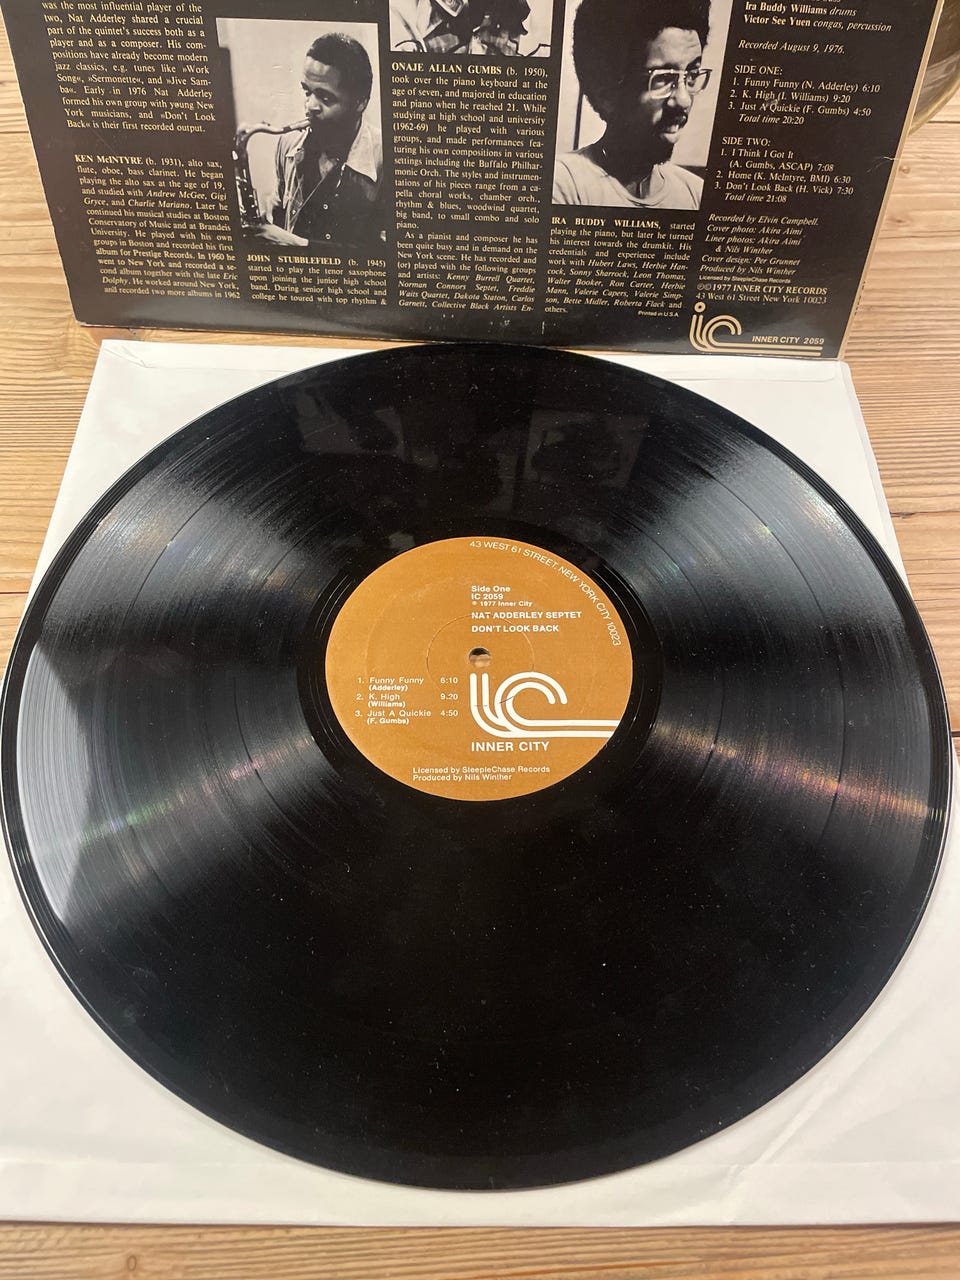 was the most influential player of the
two, Nat Adderley shared a crucial
part of the quintet's success both as a
player and as a composer. His com-
positions have already become modern
jazz classics, e.g. tunes like »Work
Song«, »Sermonette«, and »Jive Sam-
ba«. Early in 1976 Nat Adderley
formed his own group with young New
York musicians, and »Don't Look
Back« is their first recorded output.
KEN McINTYRE (b. 1931), alto sax,
flute, oboe, bass clarinet. He began
playing the alto sax at the age of 19,
and studied with Andrew McGee, Gigi
Gryce, and Charlie Mariano. Later he
continued his musical studies at Boston
Conservatory of Music and at Brandeis
University. He played with his own
groups in Boston and recorded his first
album for Prestige Records. In 1960 he
went to New York and recorded a se-
cond album together with the late Eric
Dolphy. He worked around New York,
and recorded two more albums in 1962
JOHN STUBBLEFIELD (b. 1945)
started to play the tenor saxophone
upon joining the junior high school
band. During senior high school and
college he toured with top rhythm &
ONAJE ALLAN GUMBS (b. 1950),
took over the piano keyboard at the
age of seven, and majored in education
and piano when he reached 21. While
studying at high school and university
(1962-69) he played with various
groups, and made performances fea-
turing his own compositions in various
settings including the Buffalo Philhar-
monic Orch. The styles and instrumen-
tations of his pieces range from a ca-
pella choral works, chamber orch.,
rhythm & blues, woodwind quartet,
big band, to small combo and solo
piano.
As a pianist and composer he has
been quite busy and in demand on the
New York scene. He has recorded and
(or) played with the following groups
and artists: Kenny Burrell Quartet,
Norman Connors Septet, Freddie
Waits Quartet, Dakota Staton, Carlos
Garnett, Collective Black Artists En-
IRA BUDDY WILLIAMS, started
playing the piano, but later he turned
his interest towards the drumkit. His
credentials and experience include
work with Hubert Laws, Herbie Han-
cock, Sonny Sharrock, Leon Thomas,
Walter Booker, Ron Carter, Herbie
Mann, Valerie Capers, Valerie Simp-
son, Bette Midler, Roberta Flack and
others.
Printed in U.S.A.
Ira Buddy Williams drums
Victor See Yuen congas, percussion
Recorded August 9, 1976.
SIDE ONE:
1. Funny Funny (N. Adderley) 6:10
2. K. High (I. Williams) 9:20
3. Just A Quickie (F. Gumbs) 4:50
Total time 20:20
SIDE TWO:
1. I Think I Got It
(A. Gumbs, ASCAP) 7:08
2. Home (K. McIntyre, BMI) 6:30
3. Don't Look Back (H. Vick) 7:30
Total time 21:08
Recorded by Elvin Campbell.
Cover photo: Akira Aimi
Liner photos: Akira Aimi
& Nils Winther
Cover design: Per Grunnet
Produced by Nils Winther
Licensed by SteepleChase Records
©℗1977 INNER CITY RECORDS
43 West 61 Street New York 10023
ic INNER CITY 2059
43 WEST 61 STREET, NEW YORK CITY 10023
Side One
IC 2059
℗ 1977 Inner City
NAT ADDERLEY SEPTET
DON'T LOOK BACK
1. Funny Funny 6:10
(Adderley)
2. K. High 9.20
(Williams)
3. Just A Quickie 4:50
(F. Gumbs)
ic
INNER CITY
Licensed by SteepleChase Records
Produced by Nils Winther